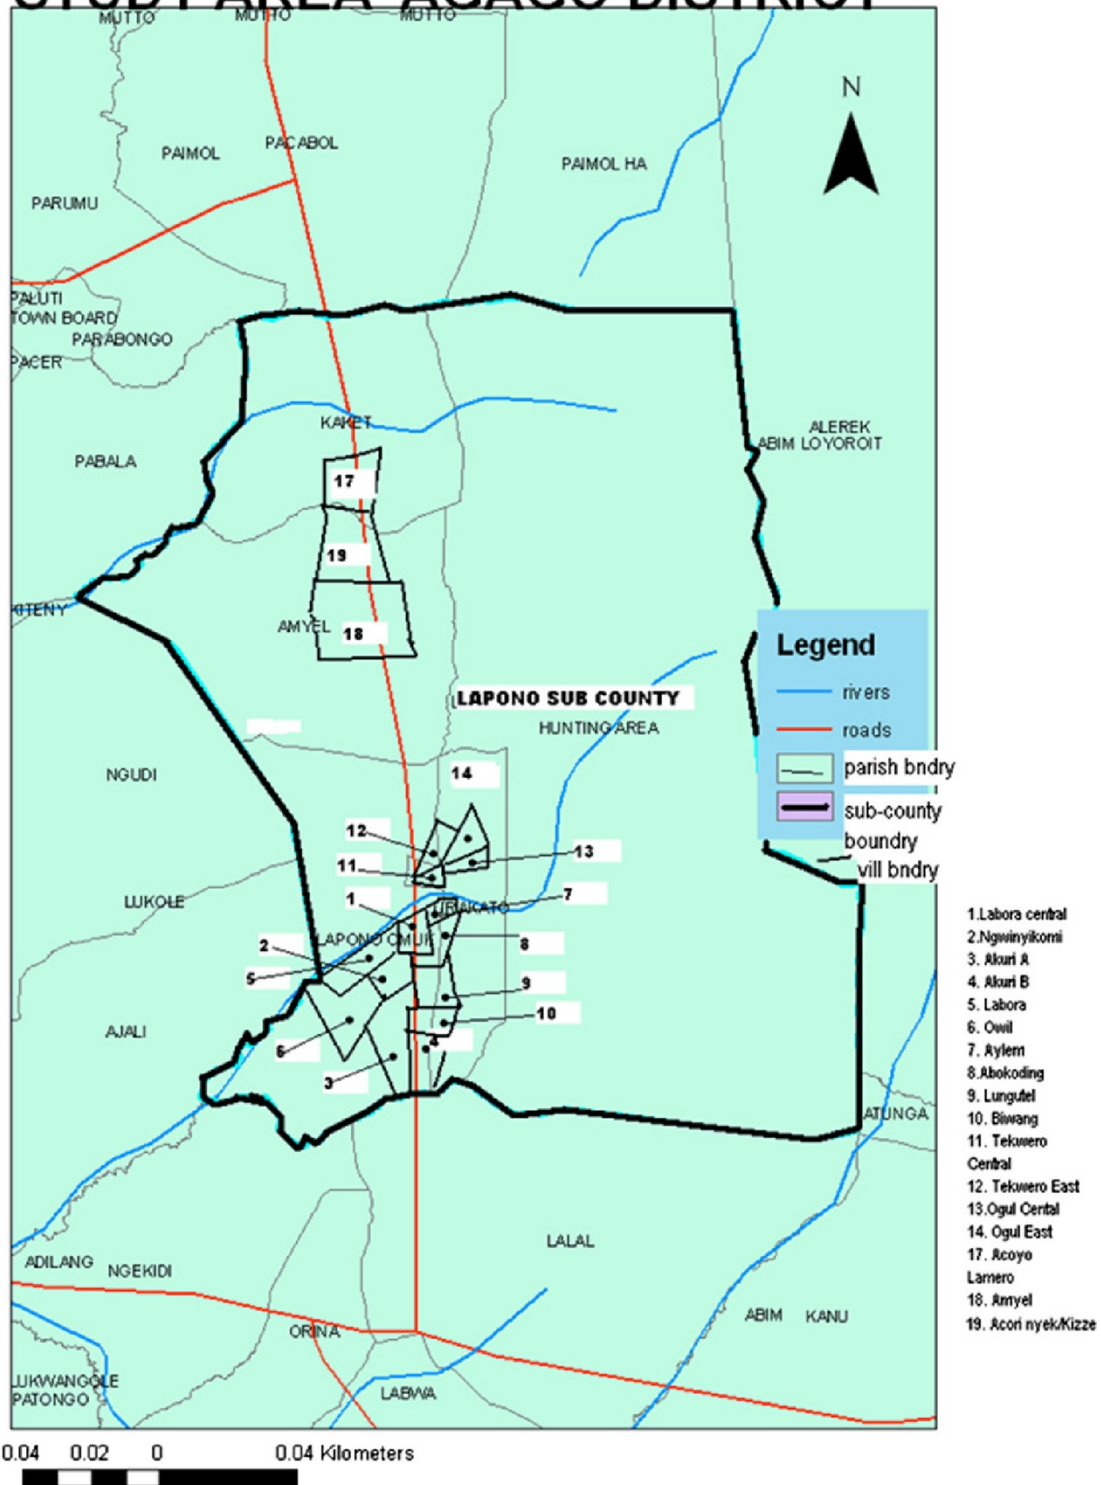 STUDY AREA AGAGO DISTRICT
MUTTO MUTTO MUTTO
N
PAIMOL PACABOL
PAIMOL HA
PARUMU
PALUTI
TOWN BOARD
PARABONGO
PACER
KAKET
ALEREK
ABIM LOYOROIT
PABALA
17
19
KITENY
AMYEL 18
Legend
rivers
roads
parish bndry
sub-county
boundry
vill bndry
LAPONO SUB COUNTY
HUNTING AREA
NGUDI
14
12
13
11
7
1
LUKOLE
LIRAKATO
LAPONO OMUK
8
2
5
9
10
AJALI
4
6
3
ATUNGA
LALAL
ADILANG NGEKIDI
ABIM KANU
ORINA
LUKWANGOLE
PATONGO
LABWA
0.04 0.02 0 0.04 Kilometers
1.Labora central
2.Ngwinyikomi
3. Akuri A
4. Akuri B
5. Labora
6. Owil
7. Aylem
8.Abokoding
9. Lungutel
10. Biwang
11. Tekwero
Central
12. Tekwero East
13.Ogul Cental
14. Ogul East
17. Acoyo
Lamero
18. Amyel
19. Acori nyek/Kizze